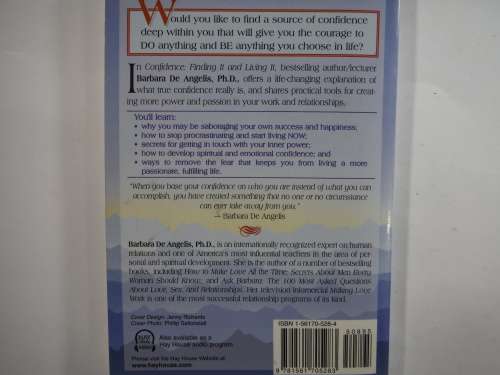 Would you like to find a source of confidence
deep within you that will give you the courage to
DO anything and BE anything you choose in life?
In Confidence: Finding It and Living It, bestselling author/lecturer
Barbara De Angelis, Ph.D., offers a life-changing explanation of
what true confidence really is, and shares practical tools for creat-
ing more power and passion in your work and relationships.
You'll learn:
• why you may be saboraging your own success and happiness;
• how to stop procrastinating and start living NOW;
• secrets for getting in touch with your inner power;
• how to develop spiritual and emotional confidence; and
• ways to remove the fear that keeps you from living a more
passionate, fulfilling life.
"When you base your confidence on who you are instead of what you can
accomplish, you have created something that no one or no circumstance
can ever take away from you."
— Barbara De Angelis
Barbara De Angelis, Ph.D., is an internationally recognized expert on human
relations and one of America's most influential teachers in the area of per-
sonal and spiritual development. She is the author of a number of bestselling
books, including How to Make Love All the Time; Secrets About Men Every
Woman Should Know; and Ask Barbara: The 100 Most Asked Questions
About Love, Sex, And Relationships. Her television infomercial Making Love
Work is one of the most successful relationship programs of its kind.
Cover Design: Jenny Richards
Cover Photo: Phillip Saltonstall
Also available as a
Hay House audio program
Please visit the Hay House Website at
www.hayhouse.com
ISBN 1-56170-528-4
50895
9 781561 705283